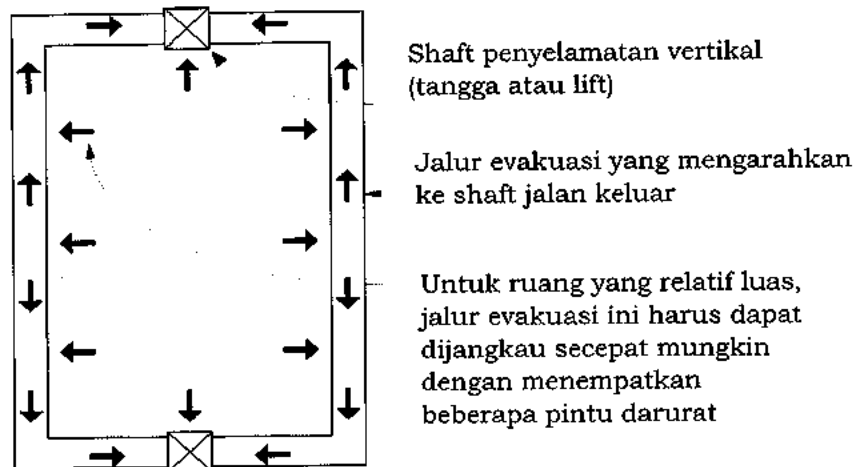 Shaft penyelamatan vertikal
(tangga atau lift)
Jalur evakuasi yang mengarahkan
ke shaft jalan keluar
Untuk ruang yang relatif luas,
jalur evakuasi ini harus dapat
dijangkau secepat mungkin
dengan menempatkan
beberapa pintu darurat